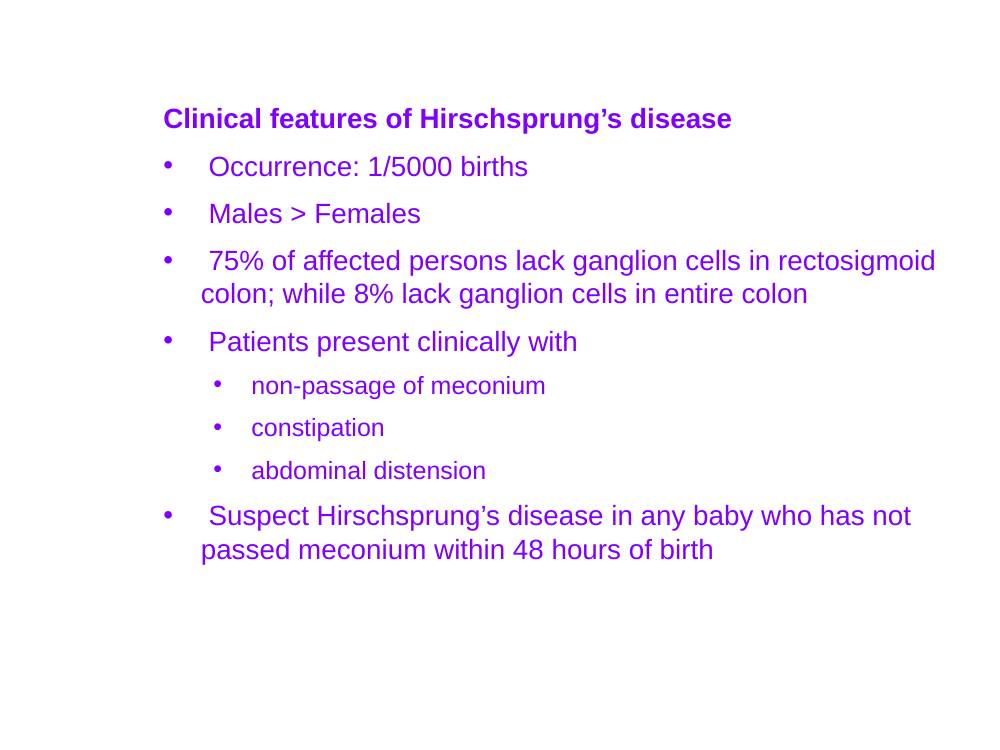 Clinical features of Hirschsprung’s disease
• Occurrence: 1/5000 births
• Males > Females
• 75% of affected persons lack ganglion cells in rectosigmoid
colon; while 8% lack ganglion cells in entire colon
• Patients present clinically with
• non-passage of meconium
• constipation
• abdominal distension
• Suspect Hirschsprung’s disease in any baby who has not
passed meconium within 48 hours of birth